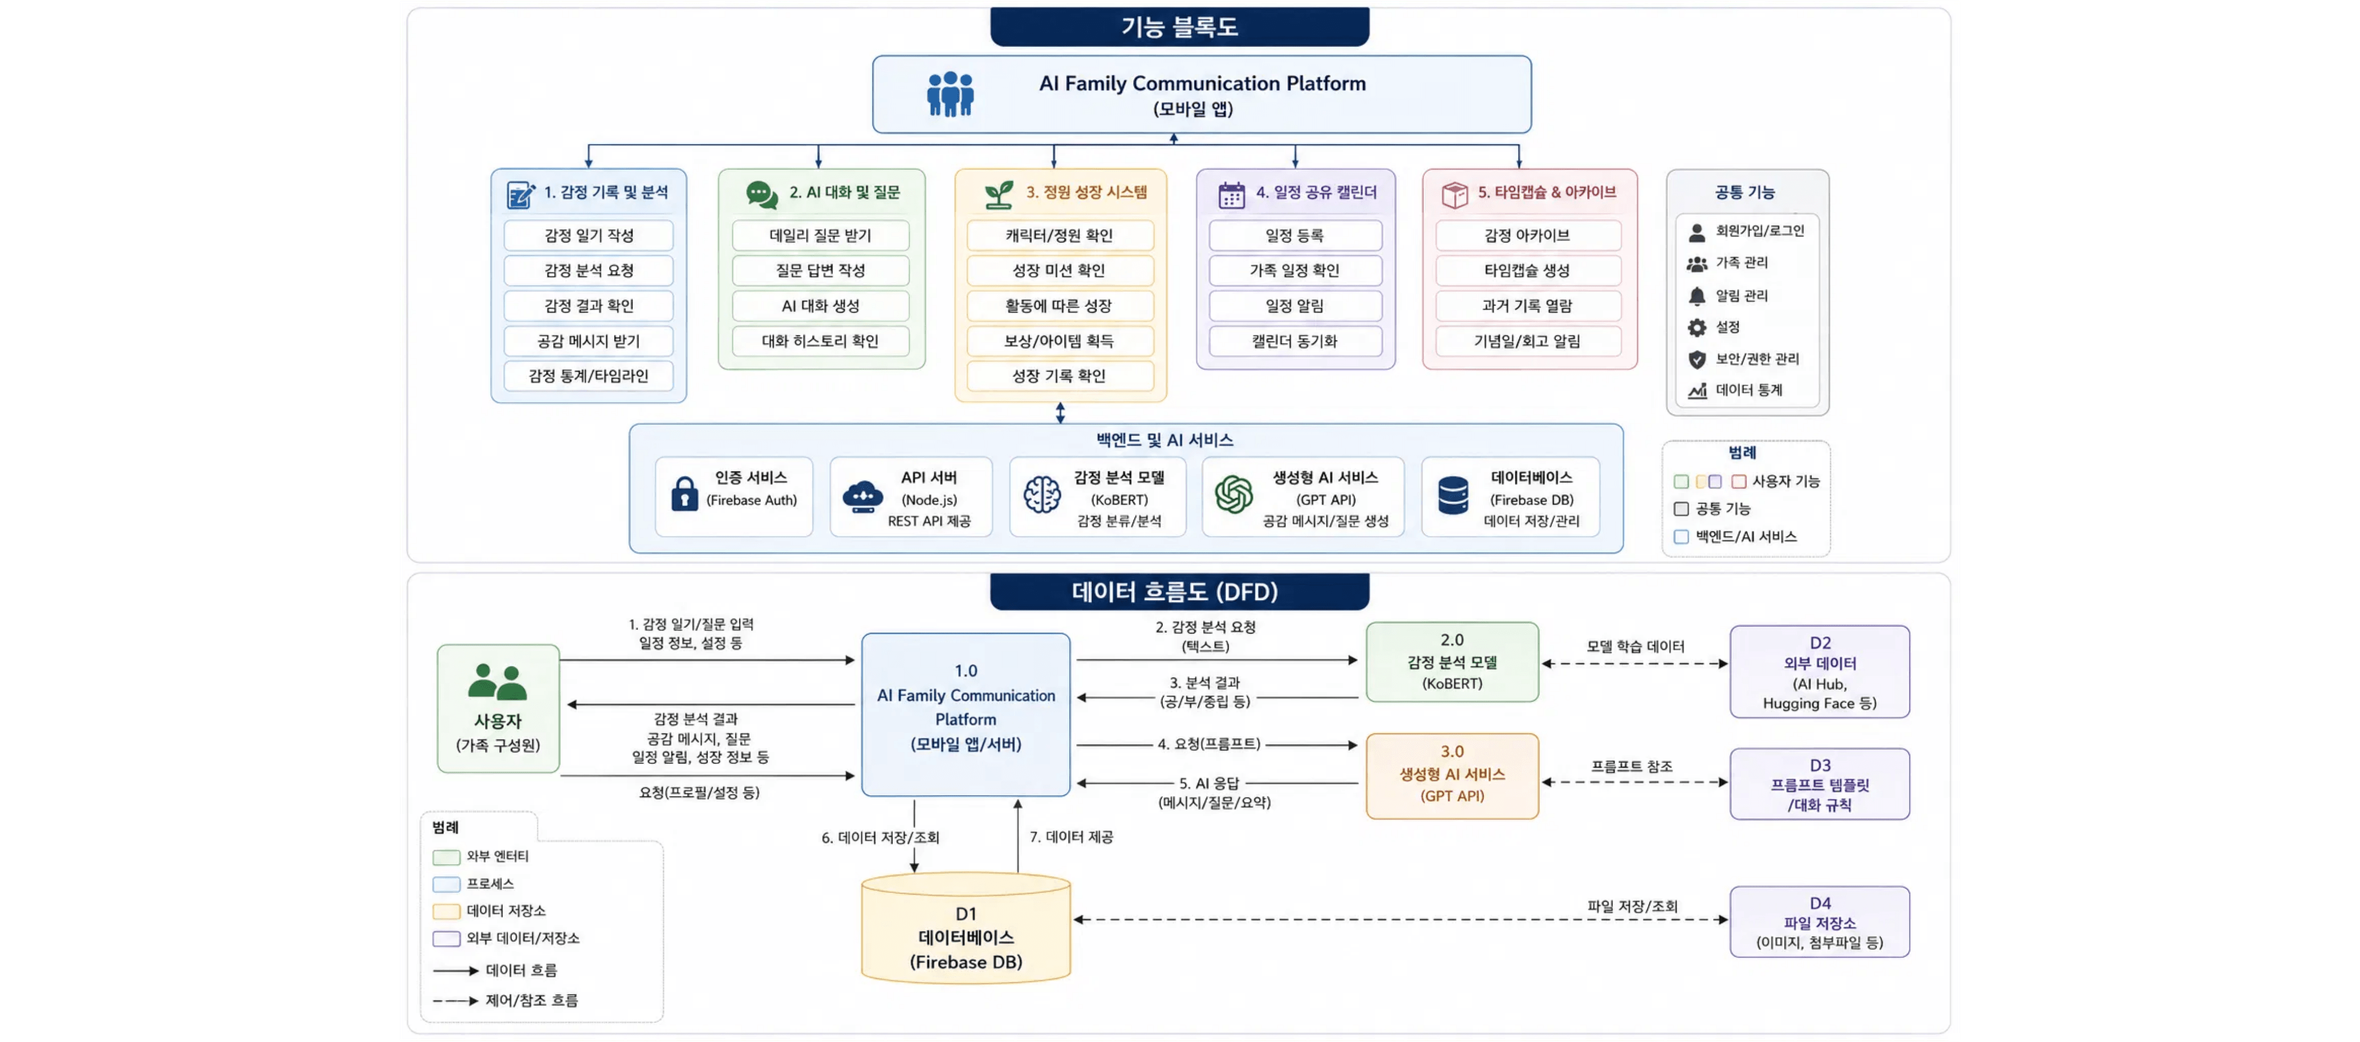 기능 블록도
AI Family Communication Platform
(모바일 앱)
1. 감정 기록 및 분석
감정 일기 작성
감정 분석 요청
감정 결과 확인
공감 메시지 받기
감정 통계/타임라인
2. AI 대화 및 질문
데일리 질문 받기
질문 답변 작성
AI 대화 생성
대화 히스토리 확인
3. 정원 성장 시스템
캐릭터/정원 확인
성장 미션 확인
활동에 따른 성장
보상/아이템 획득
성장 기록 확인
4. 일정 공유 캘린더
일정 등록
가족 일정 확인
일정 알림
캘린더 동기화
5. 타임캡슐 & 아카이브
감정 아카이브
타임캡슐 생성
과거 기록 열람
기념일/회고 알림
공통 기능
회원가입/로그인
가족 관리
알림 관리
설정
보안/권한 관리
데이터 통계
백엔드 및 AI 서비스
인증 서비스
(Firebase Auth)
API 서버
(Node.js)
REST API 제공
감정 분석 모델
(KoBERT)
감정 분류/분석
생성형 AI 서비스
(GPT API)
공감 메시지/질문 생성
데이터베이스
(Firebase DB)
데이터 저장/관리
범례
사용자 기능
공통 기능
백엔드/AI 서비스
데이터 흐름도 (DFD)
사용자
(가족 구성원)
1. 감정 일기/질문 입력
일정 정보, 설정 등
감정 분석 결과
공감 메시지, 질문
일정 알림, 성장 정보 등
요청(프로필/설정 등)
1.0
AI Family Communication
Platform
(모바일 앱/서버)
2. 감정 분석 요청
(텍스트)
3. 분석 결과
(공/부/중립 등)
4. 요청(프름프트)
5. AI 응답
(메시지/질문/요약)
2.0
감정 분석 모델
(KoBERT)
3.0
생성형 AI 서비스
(GPT API)
모델 학습 데이터
프름프트 참조
D2
외부 데이터
(AI Hub,
Hugging Face 등)
D3
프름프트 템플릿
/대화 규칙
6. 데이터 저장/조회
7. 데이터 제공
D1
데이터베이스
(Firebase DB)
파일 저장/조회
D4
파일 저장소
(이미지, 첨부파일 등)
범례
와부 엔터티
프로세스
데이터 저장소
외부 데이터/저장소
데이터 흐름
제어/참조 흐름